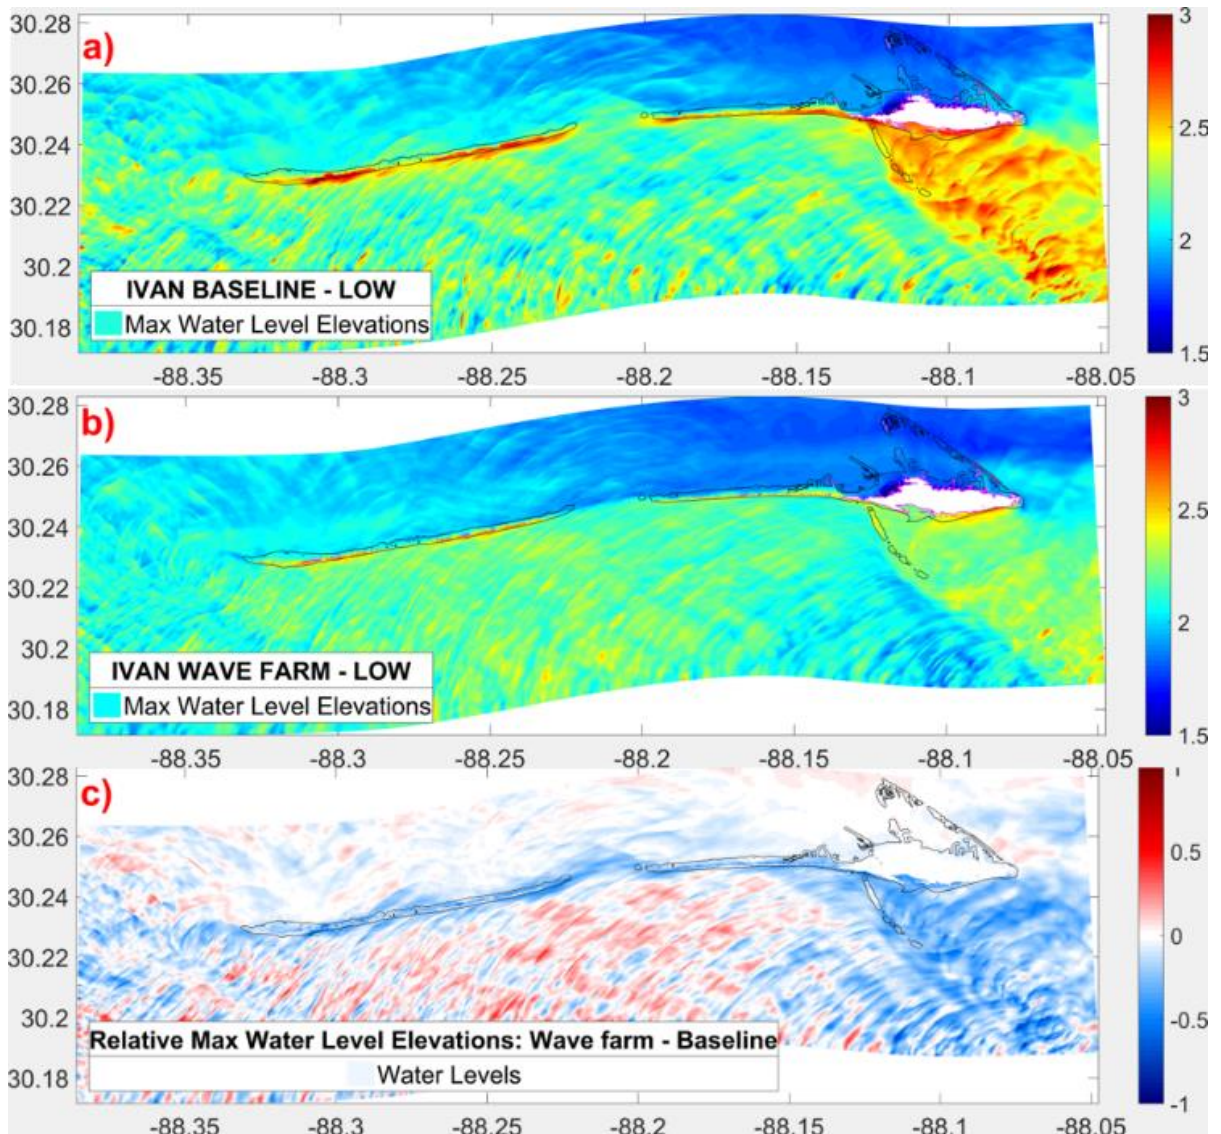 a)
30.28
30.26
30.24
30.22
30.2
30.18
IVAN BASELINE - LOW
Max Water Level Elevations
-88.35 -88.3 -88.25 -88.2 -88.15 -88.1 -88.05
3
2.5
2
1.5
b)
30.28
30.26
30.24
30.22
30.2
30.18
IVAN WAVE FARM - LOW
Max Water Level Elevations
-88.35 -88.3 -88.25 -88.2 -88.15 -88.1 -88.05
3
2.5
2
1.5
c)
30.28
30.26
30.24
30.22
30.2
30.18
Relative Max Water Level Elevations: Wave farm - Baseline
Water Levels
-88.35 -88.3 -88.25 -88.2 -88.15 -88.1 -88.05
1
0.5
0
-0.5
-1